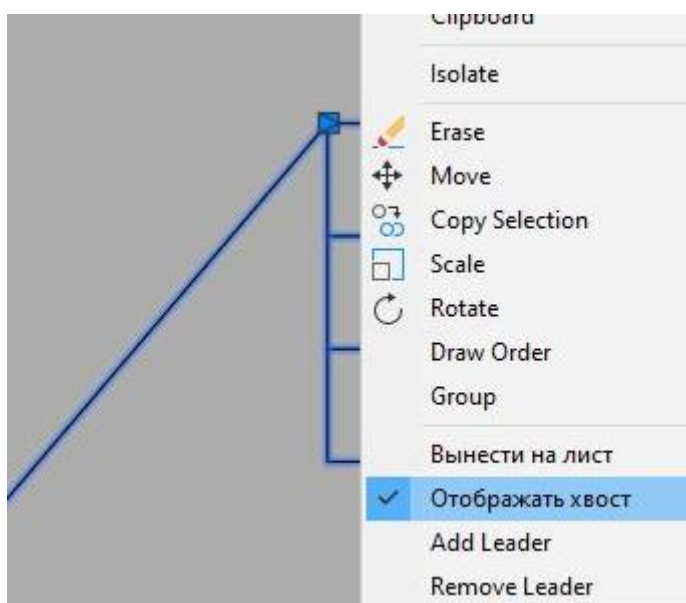 Clipboard
Isolate
Erase
Move
Copy Selection
Scale
Rotate
Draw Order
Group
Вынести на лист
Отображать хвост
Add Leader
Remove Leader